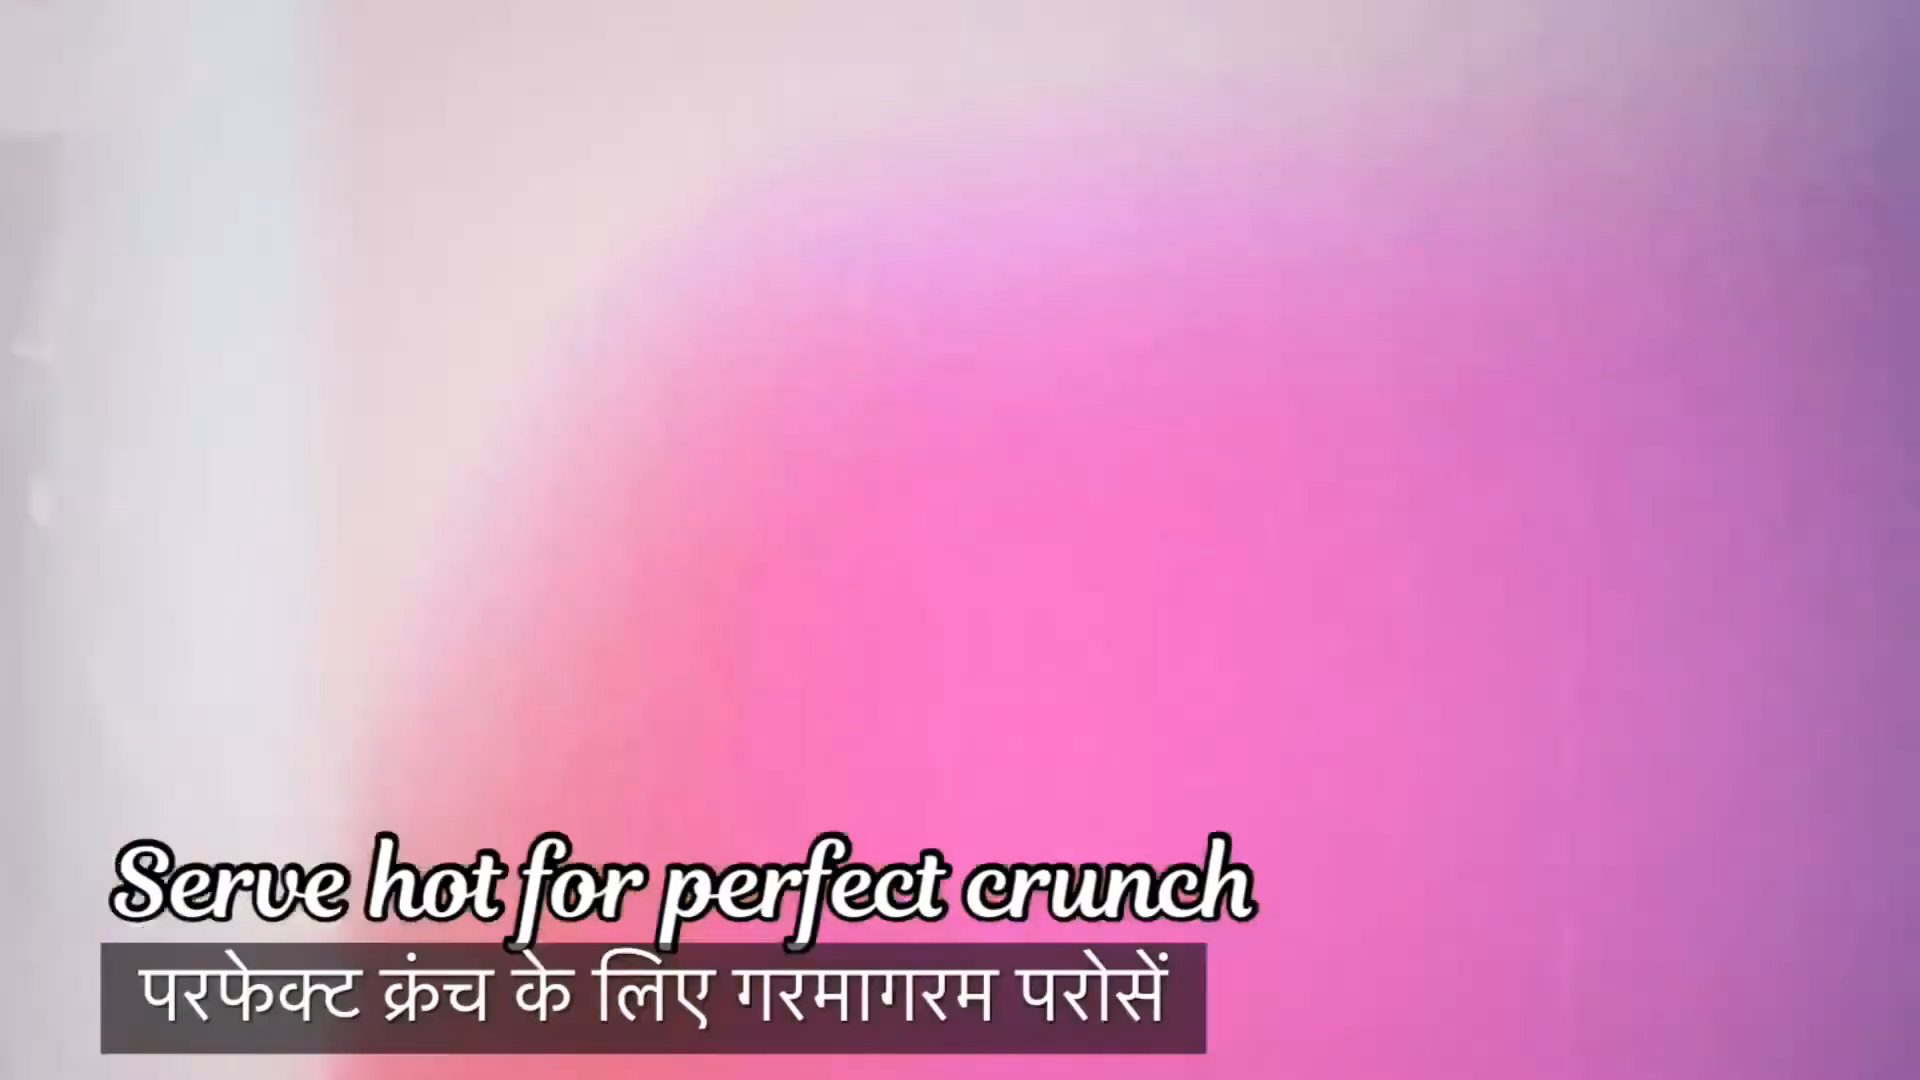 Serve hot for perfect crunch
परफेक्ट क्रंच के लिए गरमागरम परोसें